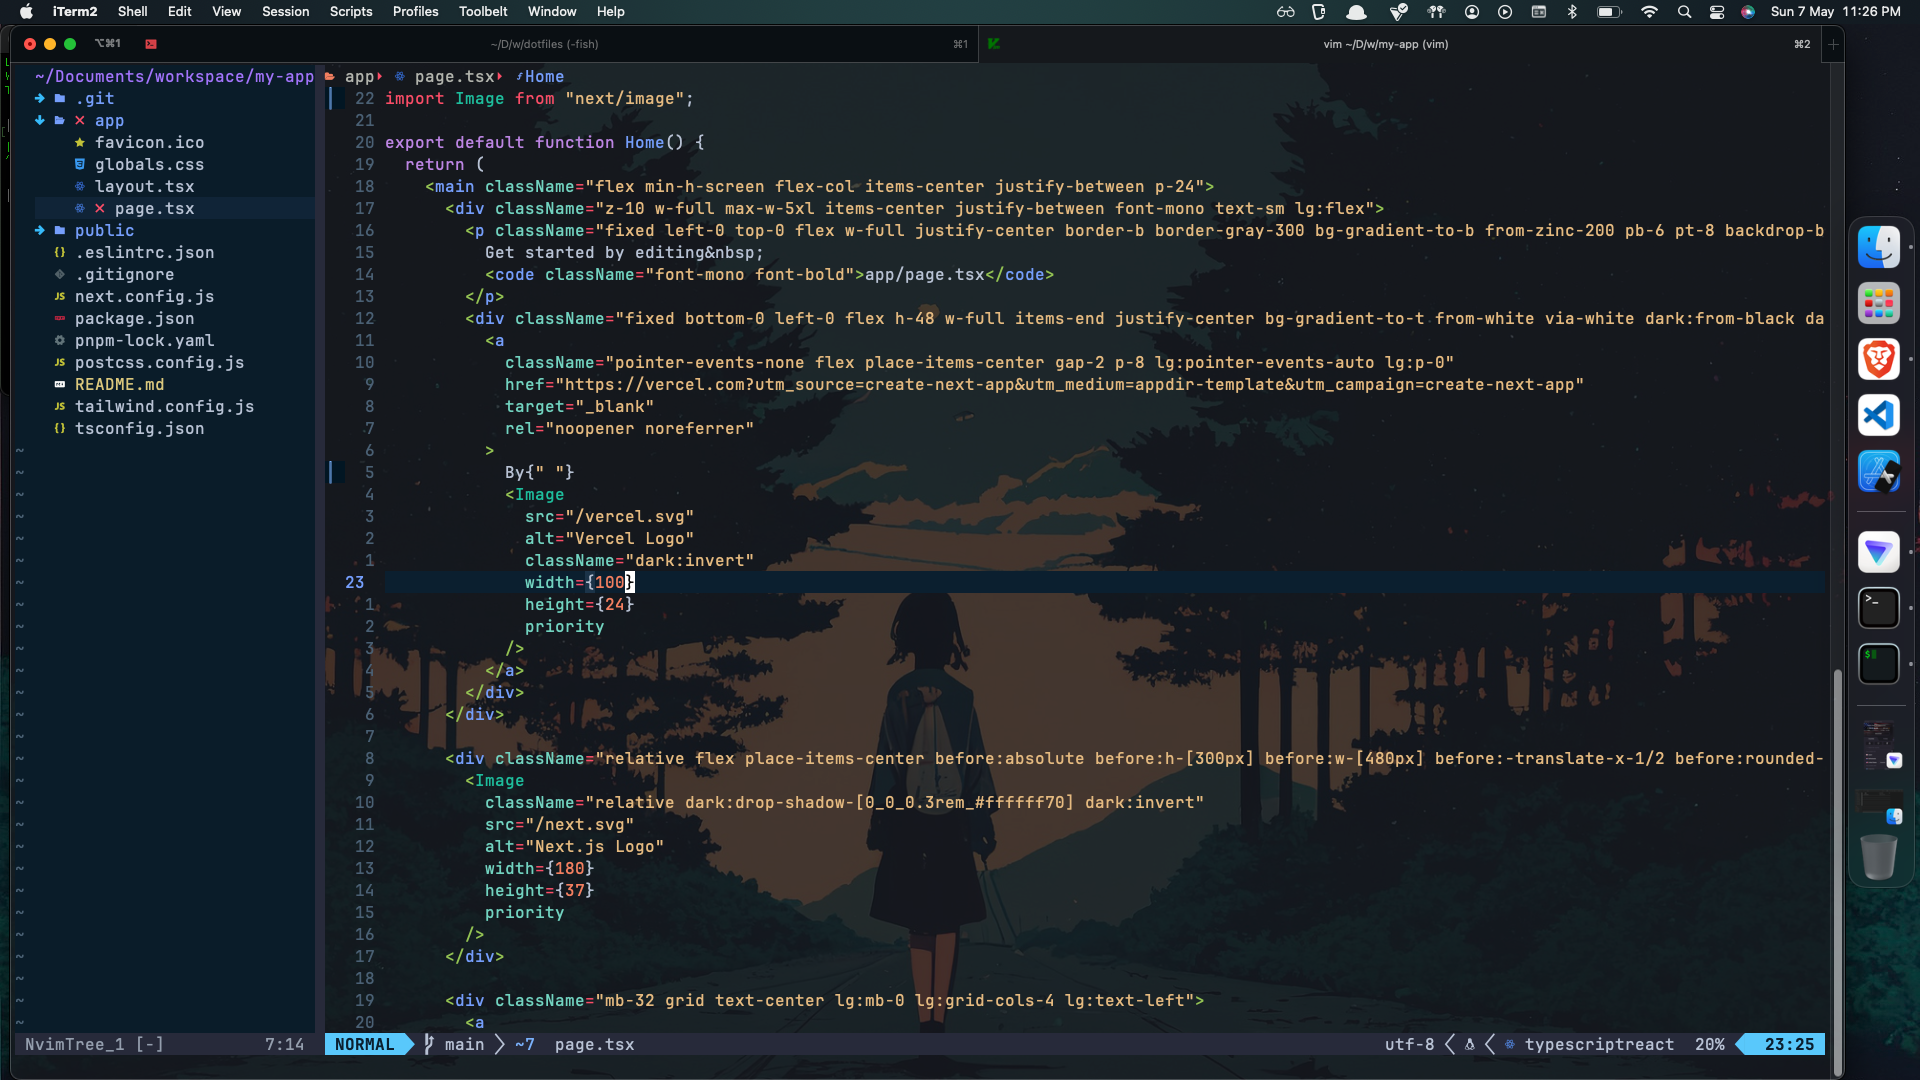 iTerm2 Shell Edit View Session Scripts Profiles Toolbelt Window Help Sun 7 May 11:26 PM
⌥⌘1 ~/D/w/dotfiles (-fish) ⌘1 vim ~/D/w/my-app (vim) ⌘2 +
~/Documents/workspace/my-app
.git
app
favicon.ico
globals.css
layout.tsx
page.tsx
public
.eslintrc.json
.gitignore
next.config.js
package.json
pnpm-lock.yaml
postcss.config.js
README.md
tailwind.config.js
tsconfig.json
app page.tsx Home
22 import Image from "next/image";
21
20 export default function Home() {
19 return (
18 <main className="flex min-h-screen flex-col items-center justify-between p-24">
17 <div className="z-10 w-full max-w-5xl items-center justify-between font-mono text-sm lg:flex">
16 <p className="fixed left-0 top-0 flex w-full justify-center border-b border-gray-300 bg-gradient-to-b from-zinc-200 pb-6 pt-8 backdrop-b
15 Get started by editing&nbsp;
14 <code className="font-mono font-bold">app/page.tsx</code>
13 </p>
12 <div className="fixed bottom-0 left-0 flex h-48 w-full items-end justify-center bg-gradient-to-t from-white via-white dark:from-black da
11 <a
10 className="pointer-events-none flex place-items-center gap-2 p-8 lg:pointer-events-auto lg:p-0"
9 href="https://vercel.com?utm_source=create-next-app&utm_medium=appdir-template&utm_campaign=create-next-app"
8 target="_blank"
7 rel="noopener noreferrer"
6 >
5 By{" "}
4 <Image
3 src="/vercel.svg"
2 alt="Vercel Logo"
1 className="dark:invert"
23 width={100}
1 height={24}
2 priority
3 />
4 </a>
5 </div>
6 </div>
7
8 <div className="relative flex place-items-center before:absolute before:h-[300px] before:w-[480px] before:-translate-x-1/2 before:rounded-
9 <Image
10 className="relative dark:drop-shadow-[0_0_0.3rem_#ffffff70] dark:invert"
11 src="/next.svg"
12 alt="Next.js Logo"
13 width={180}
14 height={37}
15 priority
16 />
17 </div>
18
19 <div className="mb-32 grid text-center lg:mb-0 lg:grid-cols-4 lg:text-left">
20 <a
NvimTree_1 [-] 7:14 NORMAL main ~7 page.tsx utf-8 typescriptreact 20% 23:25